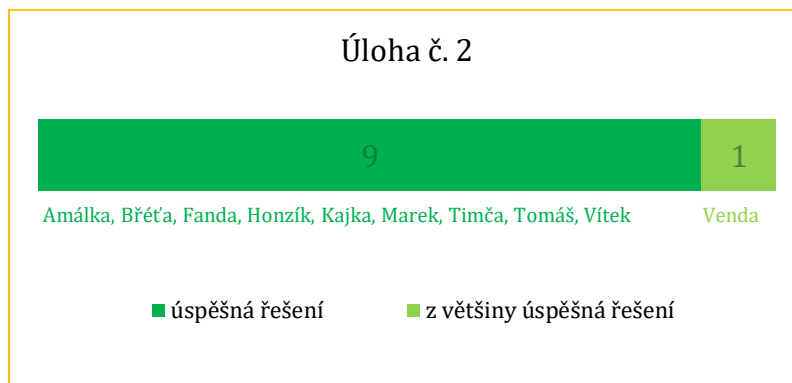 Úloha č. 2
9 1
Amálka, Břéťa, Fanda, Honzík, Kajka, Marek, Timča, Tomáš, Vítek Venda
úspěšná řešení z většiny úspěšná řešení